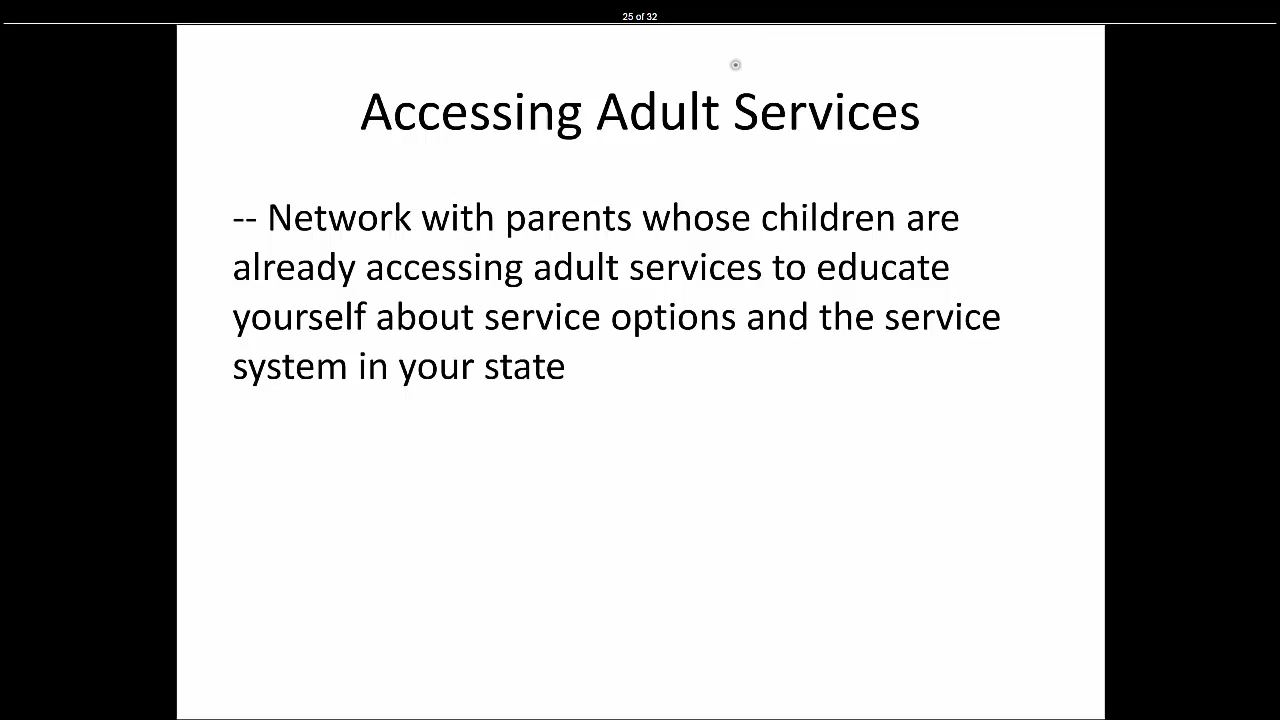 25 of 32
Accessing Adult Services
-- Network with parents whose children are
already accessing adult services to educate
yourself about service options and the service
system in your state